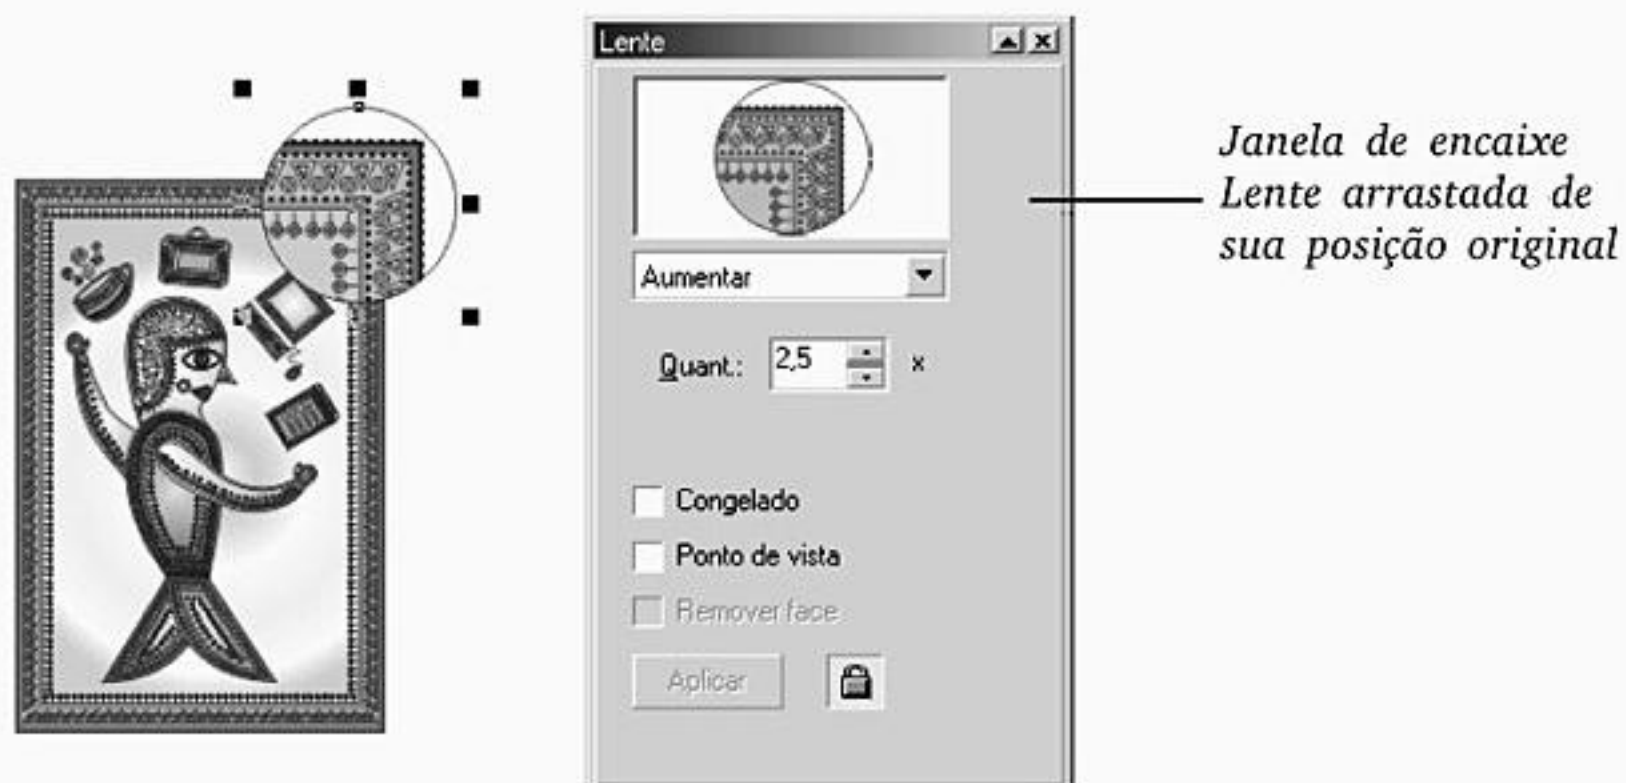 Lente
Aumentar
Quant.: 2,5 x
Congelado
Ponto de vista
Remover face
Aplicar
Janela de encaixe
Lente arrastada de
sua posição original